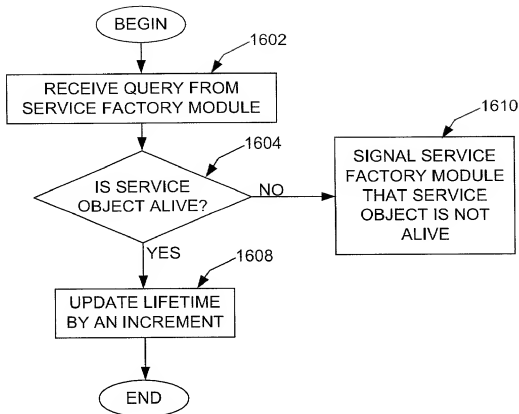 BEGIN
1602
RECEIVE QUERY FROM
SERVICE FACTORY MODULE
1604
IS SERVICE
OBJECT ALIVE?
NO
1610
SIGNAL SERVICE
FACTORY MODULE
THAT SERVICE
OBJECT IS NOT
ALIVE
YES
1608
UPDATE LIFETIME
BY AN INCREMENT
END